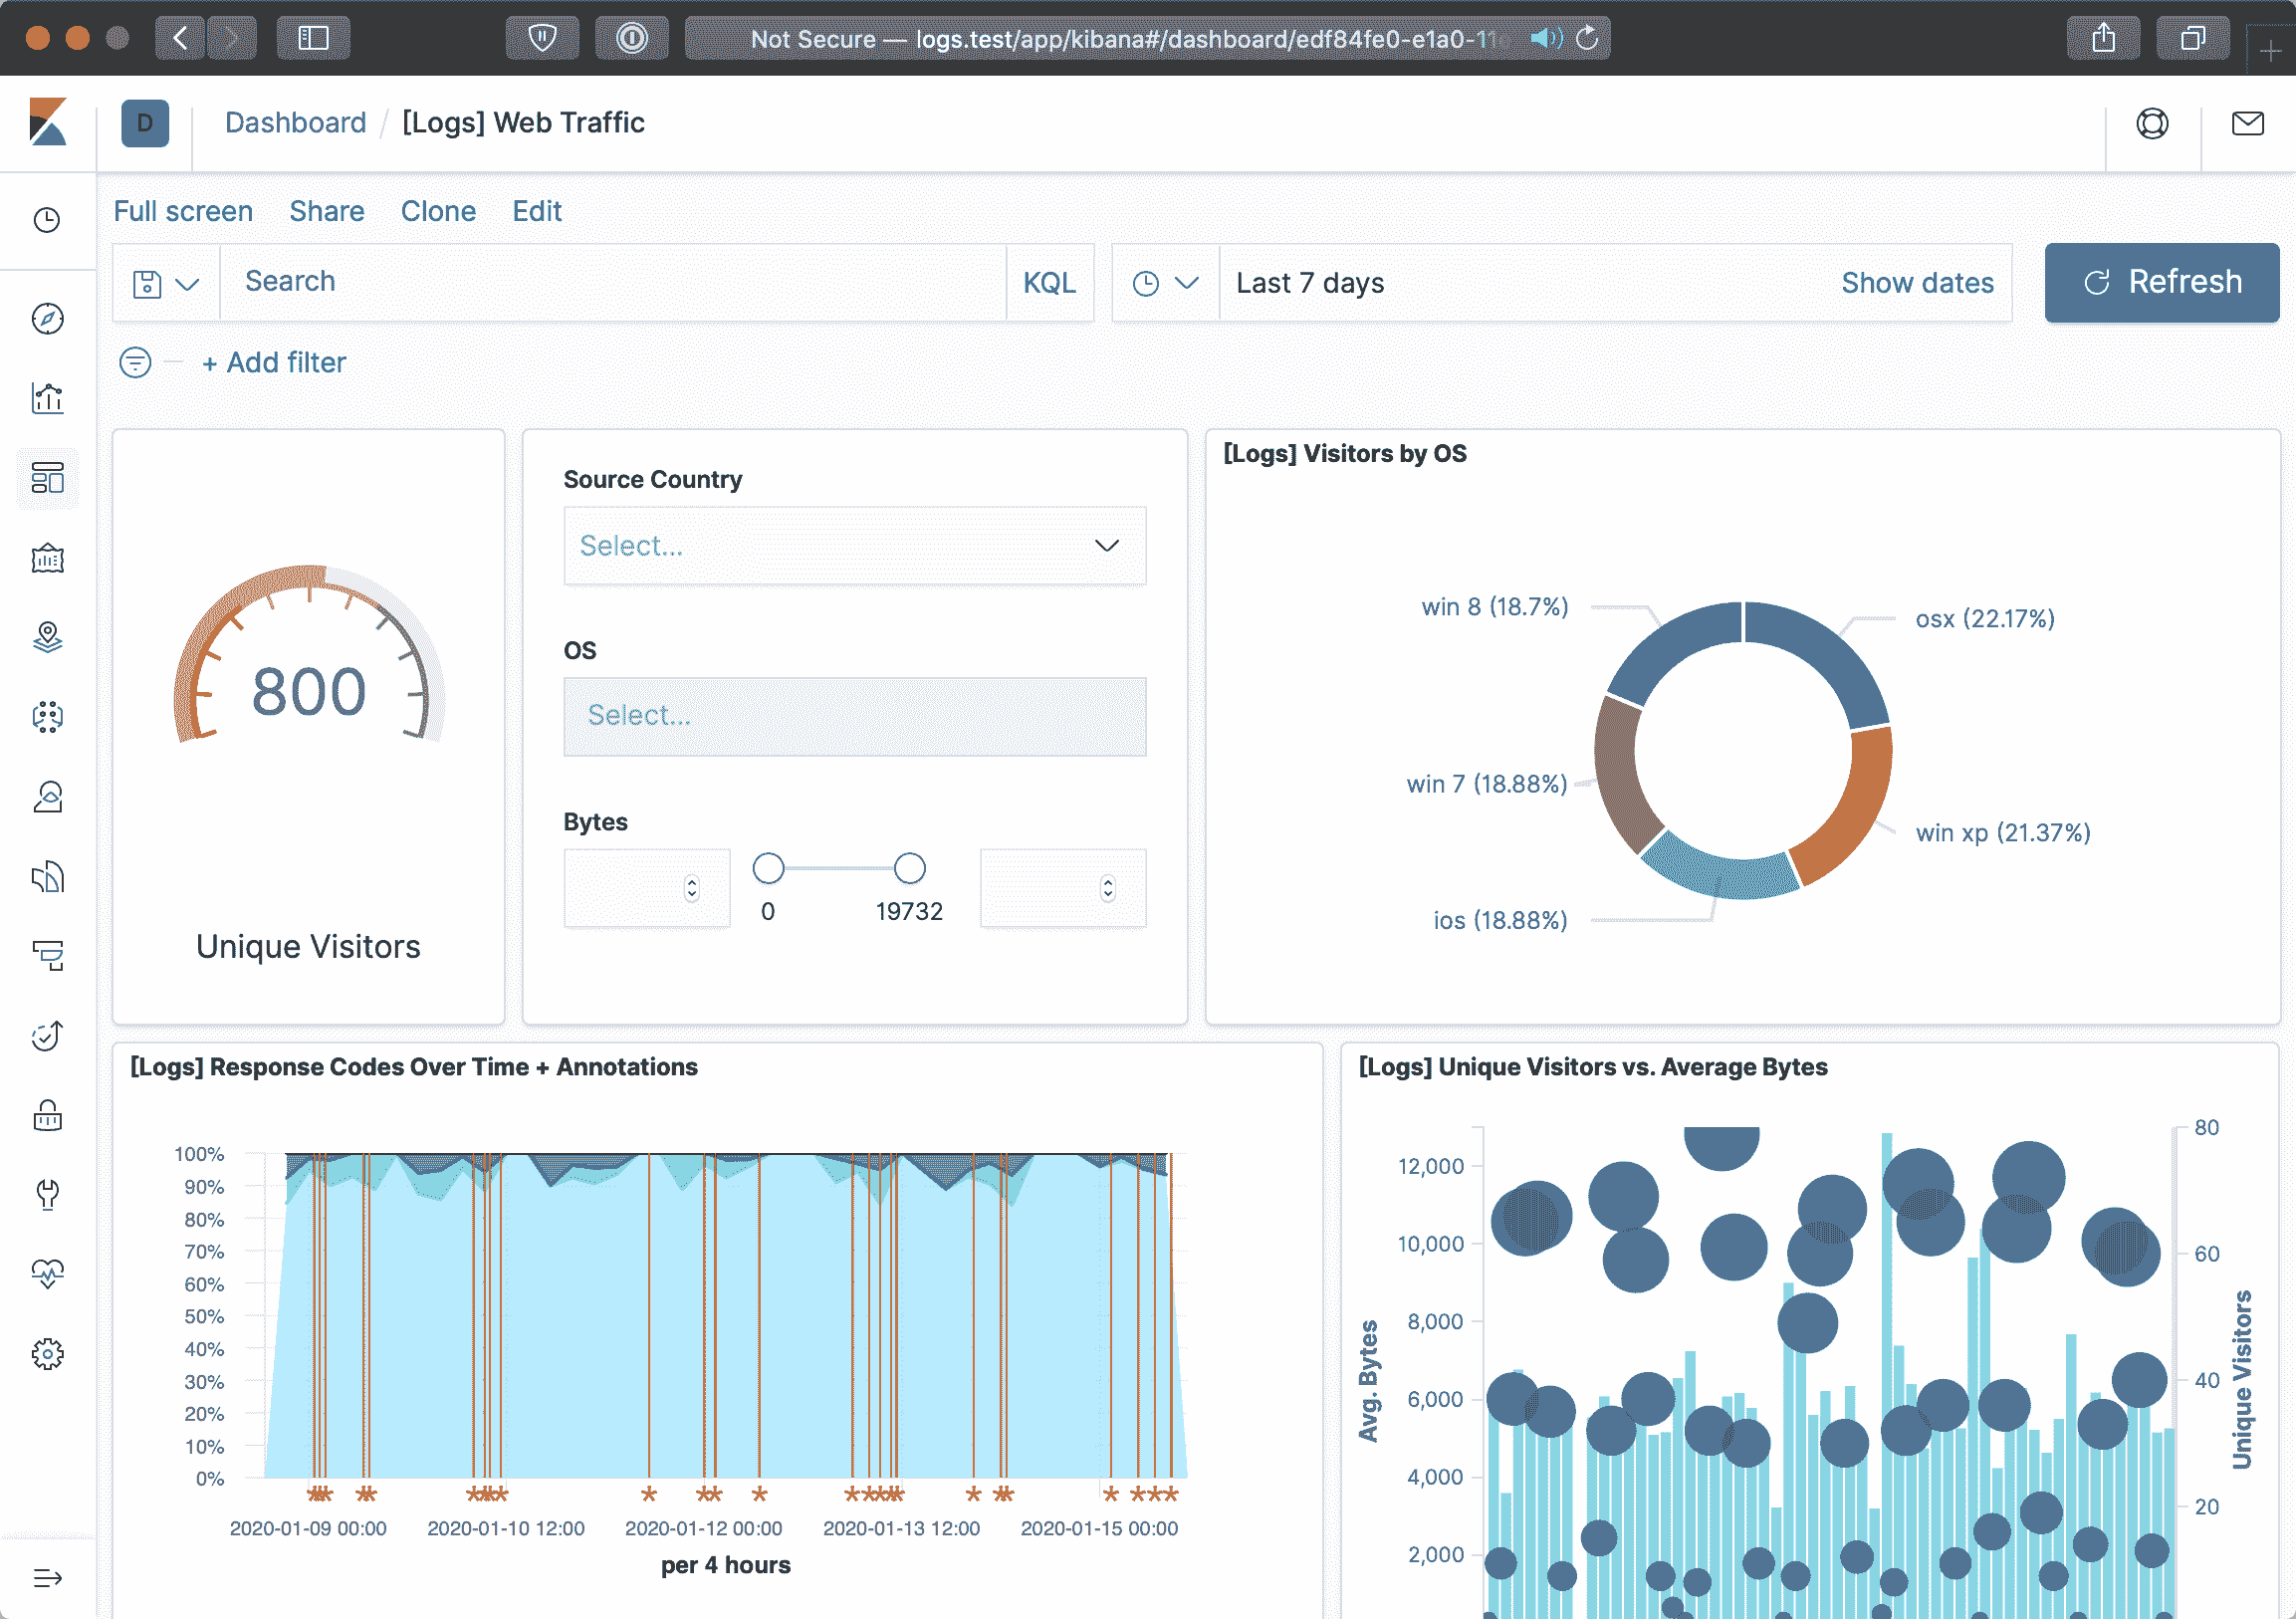 Not Secure — logs.test/app/kibana#/dashboard/edf84fe0-e1a0-11
D
Dashboard / [Logs] Web Traffic
Full screen Share Clone Edit
Search KQL Last 7 days Show dates Refresh
+ Add filter
800
Unique Visitors
Source Country
Select...
OS
Select...
Bytes
0 19732
[Logs] Visitors by OS
win 8 (18.7%)
osx (22.17%)
win 7 (18.88%)
win xp (21.37%)
ios (18.88%)
[Logs] Response Codes Over Time + Annotations
100%
90%
80%
70%
60%
50%
40%
30%
20%
10%
0%
2020-01-09 00:00 2020-01-10 12:00 2020-01-12 00:00 2020-01-13 12:00 2020-01-15 00:00
per 4 hours
[Logs] Unique Visitors vs. Average Bytes
Avg. Bytes
12,000
10,000
8,000
6,000
4,000
2,000
80
60
40
20
Unique Visitors